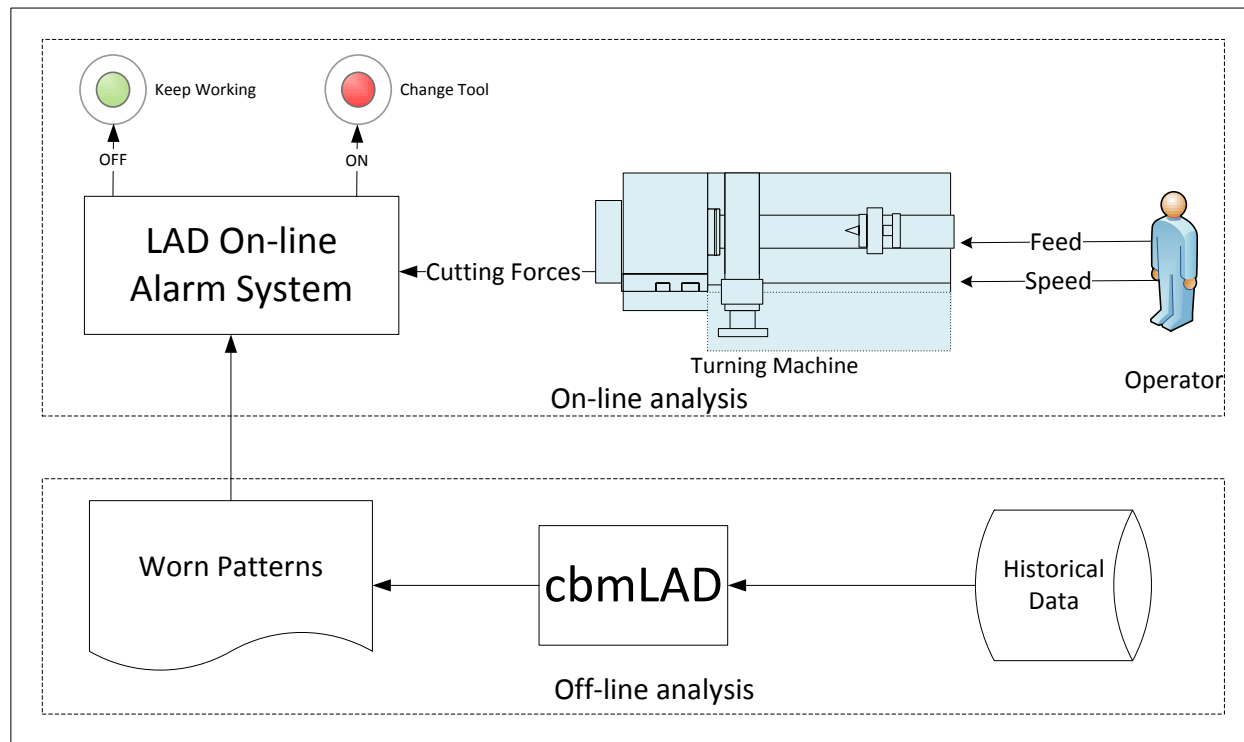 Keep Working
Change Tool
OFF
ON
LAD On-line
Alarm System
Cutting Forces
Feed
Speed
Turning Machine
Operator
On-line analysis
Worn Patterns
cbmLAD
Historical
Data
Off-line analysis